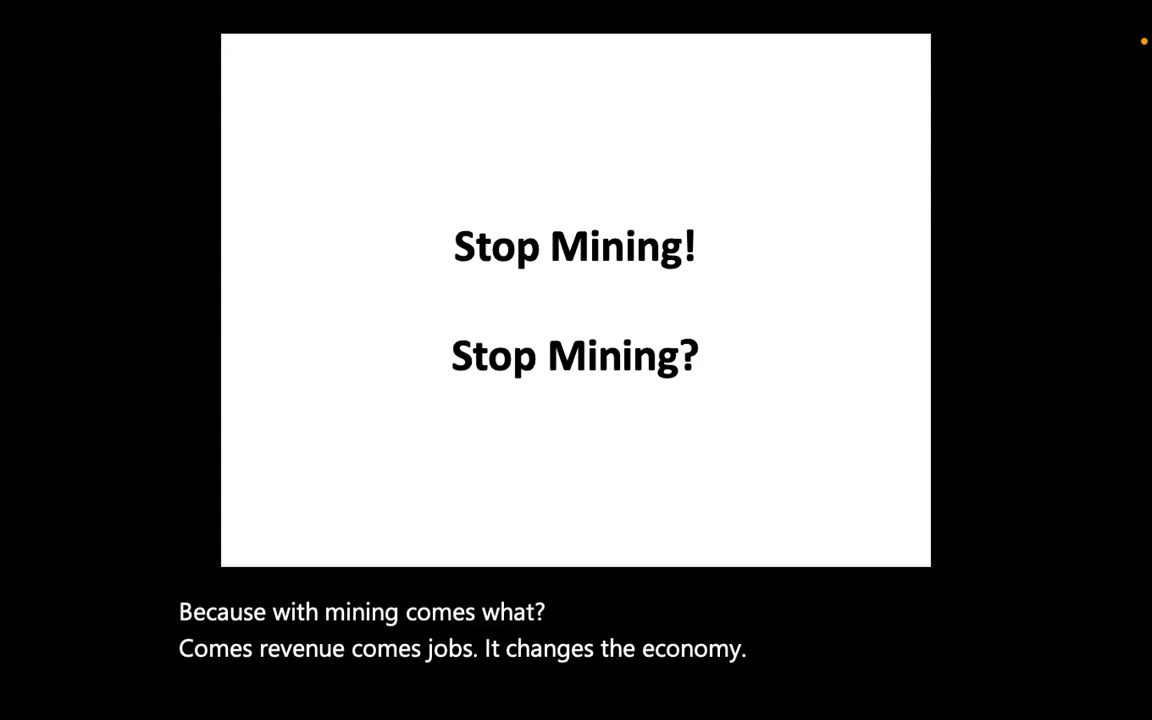 Stop Mining!
Stop Mining?
Because with mining comes what?
Comes revenue comes jobs. It changes the economy.